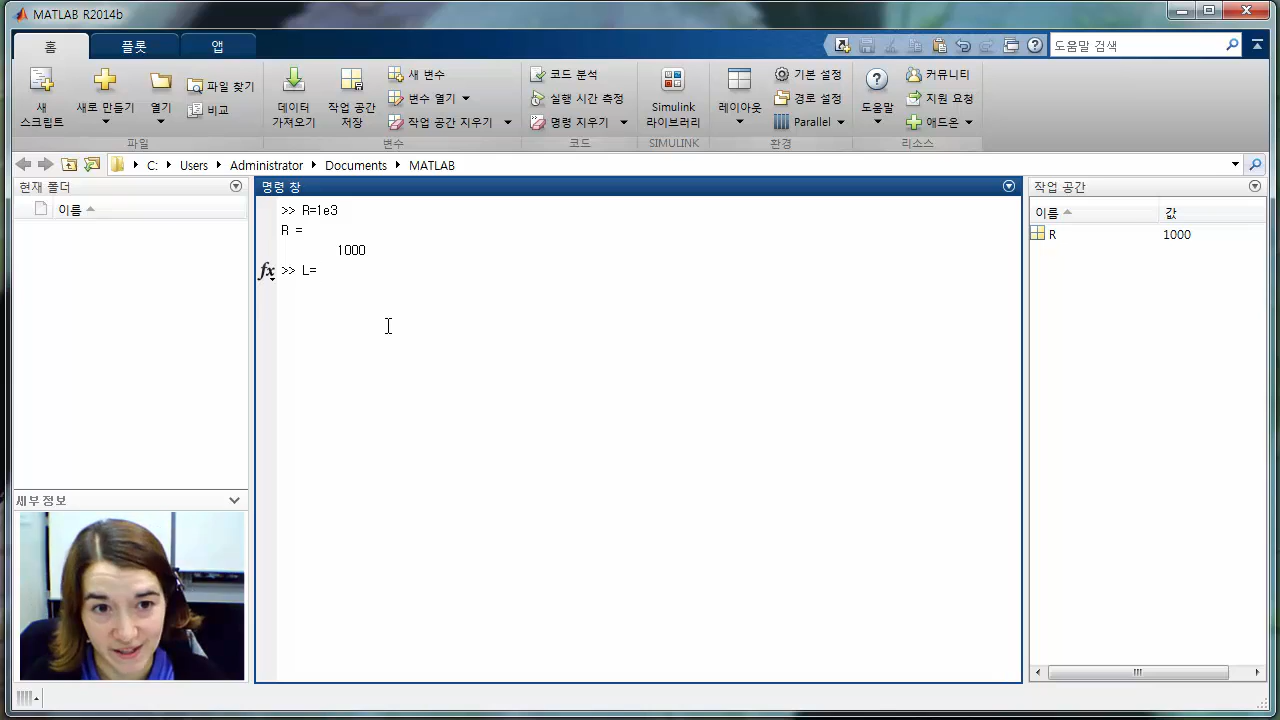 MATLAB R2014b
홈
플롯
앱
도움말 검색
새
스크립트
새로 만들기
열기
파일 찾기
비교
파일
데이터
가져오기
작업 공간
저장
새 변수
변수 열기
작업 공간 지우기
변수
코드 분석
실행 시간 측정
명령 지우기
코드
Simulink
라이브러리
SIMULINK
레이아웃
기본 설정
경로 설정
Parallel
환경
도움말
커뮤니티
지원 요청
애드온
리소스
C: Users Administrator Documents MATLAB
현재 폴더
이름
세부 정보
명령 창
>> R=1e3
R =
1000
fx >> L=
작업 공간
이름 값
R 1000